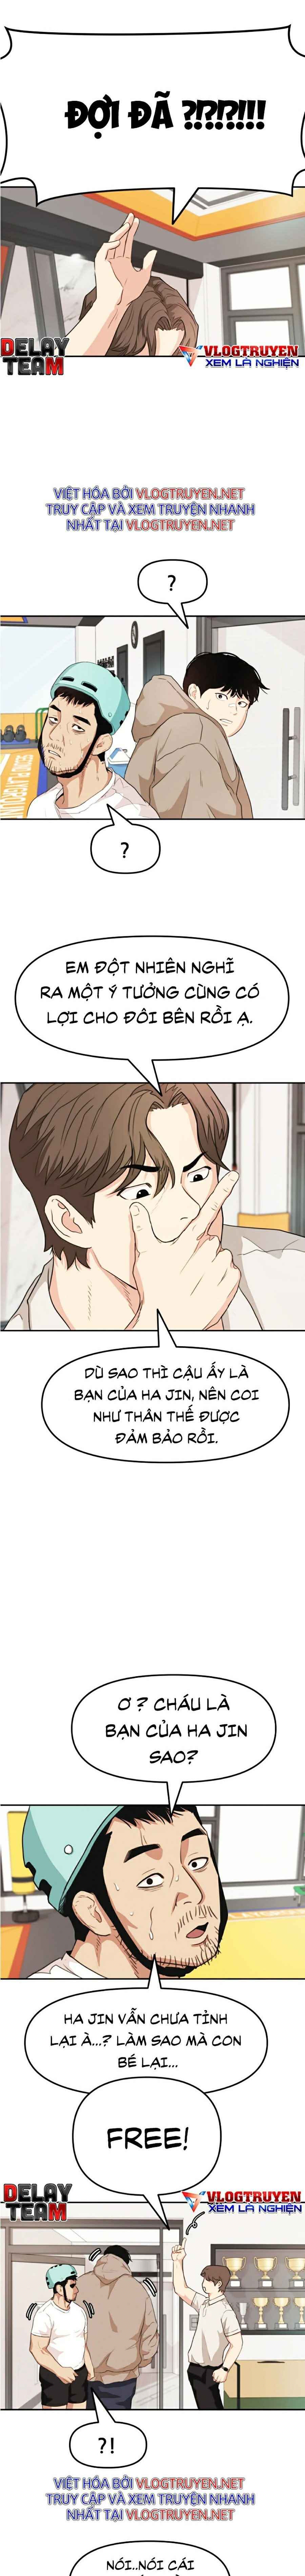 ĐỢI ĐÃ ????!!!
DELAY
TEAM
VLOGTRUYEN
XEM LÀ NGHIỆN
VIỆT HÓA BỞI VLOGTRUYEN.NET
TRUY CẬP VÀ XEM TRUYỆN NHANH
NHẤT TẠI VLOGTRUYEN.NET
?
?
EM ĐỘT NHIÊN NGHĨ
RA MỘT Ý TƯỞNG CÙNG CÓ
LỢI CHO ĐÔI BÊN RỒI Ạ.
DÙ SAO THÌ CẬU ẤY LÀ
BẠN CỦA HA JIN, NÊN COI
NHƯ THÂN THẾ ĐƯỢC
ĐẢM BẢO RỒI.
Ơ ? CHÁU LÀ
BẠN CỦA HA JIN
SAO?
HA JIN VẪN CHƯA TỈNH
LẠI À...? LÀM SAO MÀ CON
BÉ LẠI...
FREE!
DELAY
TEAM
VLOGTRUYEN
XEM LÀ NGHIỆN
?!
VIỆT HÓA BỞI VLOGTRUYEN.NET
TRUY CẬP VÀ XEM TRUYỆN NHANH
NHẤT TẠI VLOGTRUYEN.NET
NÓI..NÓI CÁI